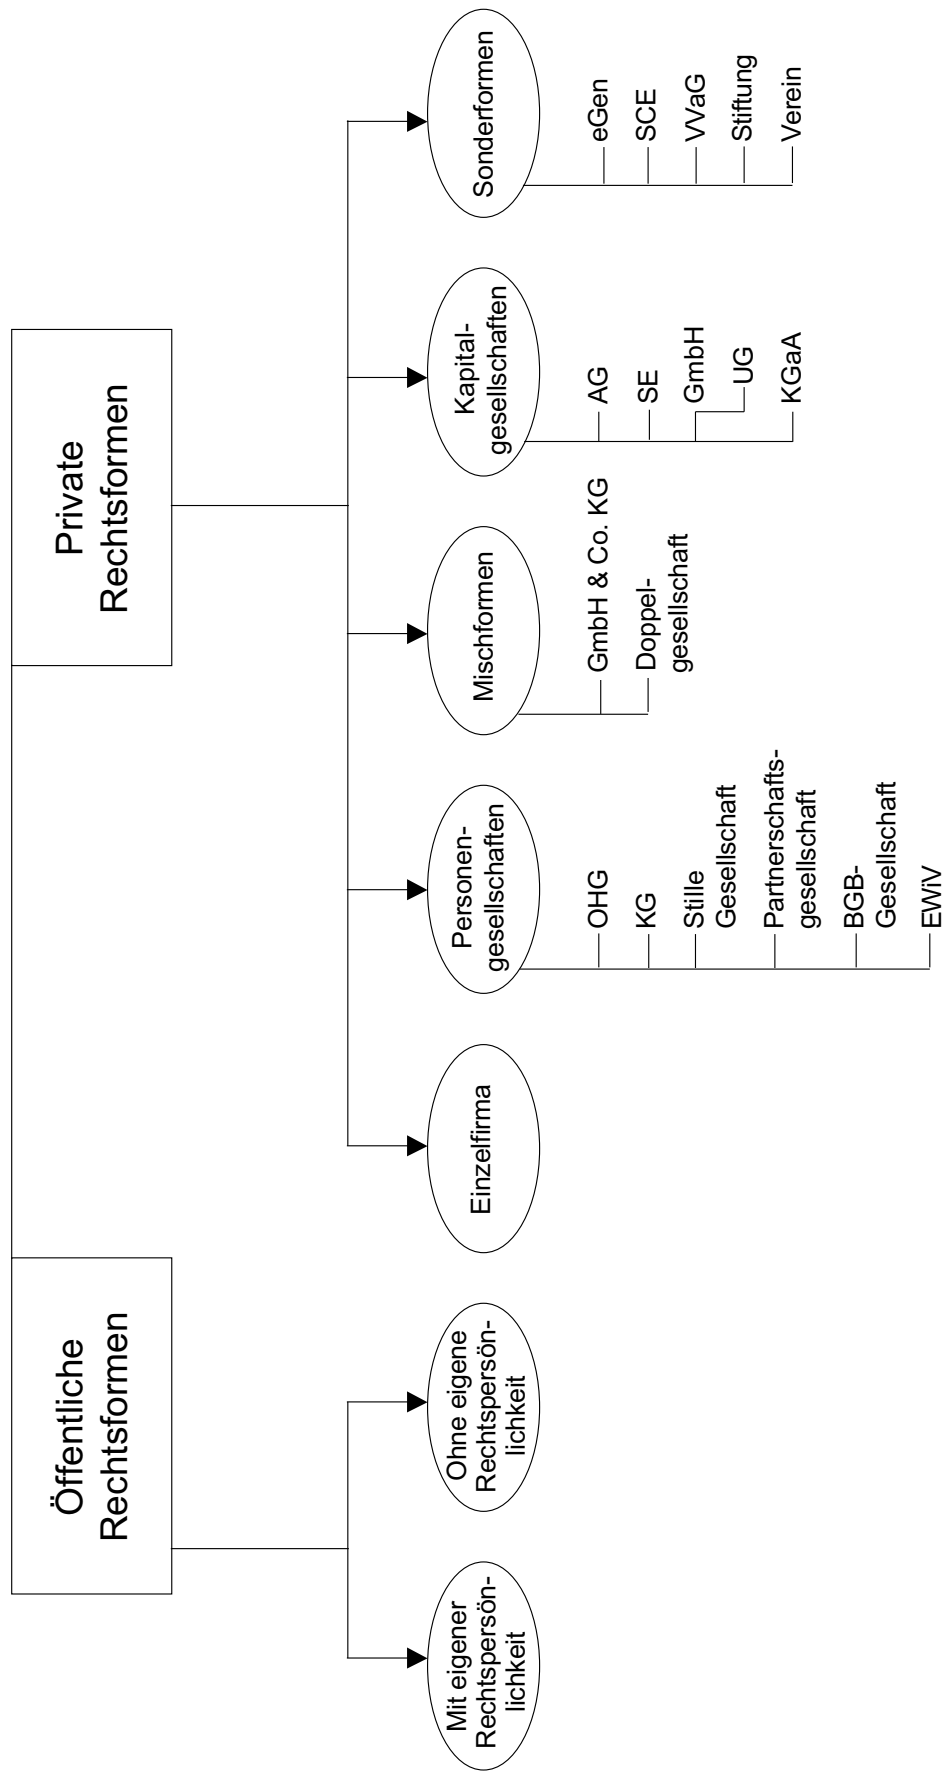 Öffentliche
Rechtsformen
Private
Rechtsformen
Mit eigener
Rechtspersön-
lichkeit
Ohne eigene
Rechtspersön-
lichkeit
Einzelfirma
Personen-
gesellschaften
OHG
KG
Stille
Gesellschaft
Partnerschafts-
gesellschaft
BGB-
Gesellschaft
EWiV
Mischformen
GmbH & Co. KG
Doppel-
gesellschaft
Kapital-
gesellschaften
AG
SE
GmbH
UG
KGaA
Sonderformen
eGen
SCE
VVaG
Stiftung
Verein